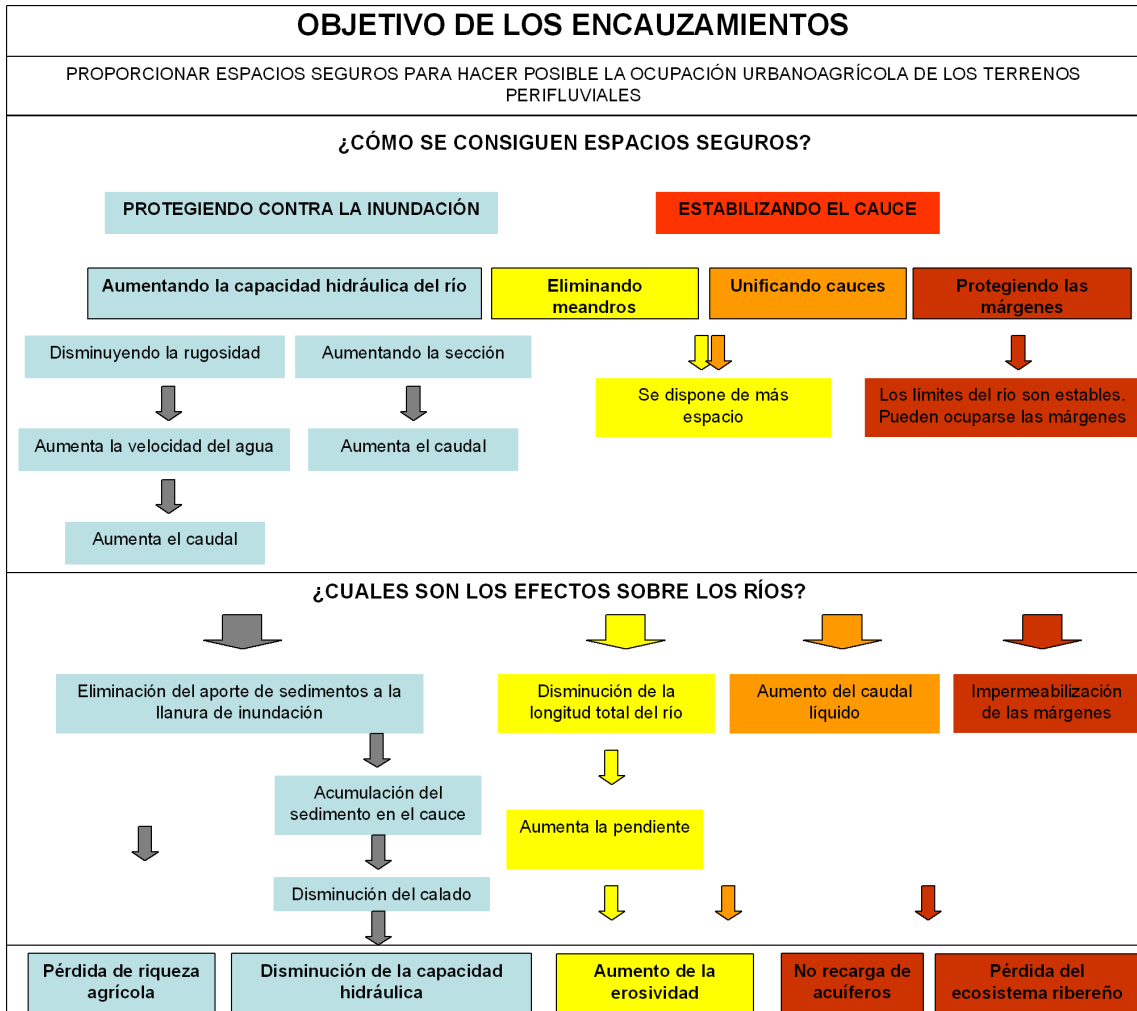 OBJETIVO DE LOS ENCAUZAMIENTOS
PROPORCIONAR ESPACIOS SEGUROS PARA HACER POSIBLE LA OCUPACIÓN URBANOAGRÍCOLA DE LOS TERRENOS
PERIFLUVIALES
¿CÓMO SE CONSIGUEN ESPACIOS SEGUROS?
PROTEGIENDO CONTRA LA INUNDACIÓN
ESTABILIZANDO EL CAUCE
Aumentando la capacidad hidráulica del río
Eliminando
meandros
Unificando cauces
Protegiendo las
márgenes
Disminuyendo la rugosidad
Aumentando la sección
Se dispone de más
espacio
Los límites del río son estables.
Pueden ocuparse las márgenes
Aumenta la velocidad del agua
Aumenta el caudal
Aumenta el caudal
¿CUALES SON LOS EFECTOS SOBRE LOS RÍOS?
Eliminación del aporte de sedimentos a la
llanura de inundación
Disminución de la
longitud total del río
Aumento del caudal
líquido
Impermeabilización
de las márgenes
Acumulación del
sedimento en el cauce
Aumenta la pendiente
Disminución del calado
Pérdida de riqueza
agrícola
Disminución de la capacidad
hidráulica
Aumento de la
erosividad
No recarga de
acuíferos
Pérdida del
ecosistema ribereño